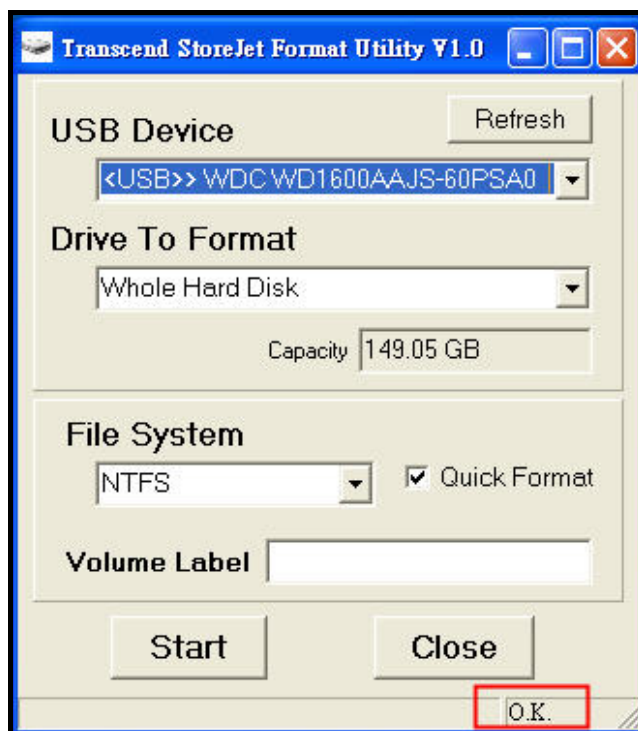 Transcend StoreJet Format Utility V1.0
Refresh
USB Device
<USB>> WDC WD1600AAJS-60PSA0
Drive To Format
Whole Hard Disk
Capacity 149.05 GB
File System
NTFS Quick Format
Volume Label
Start Close
O.K.